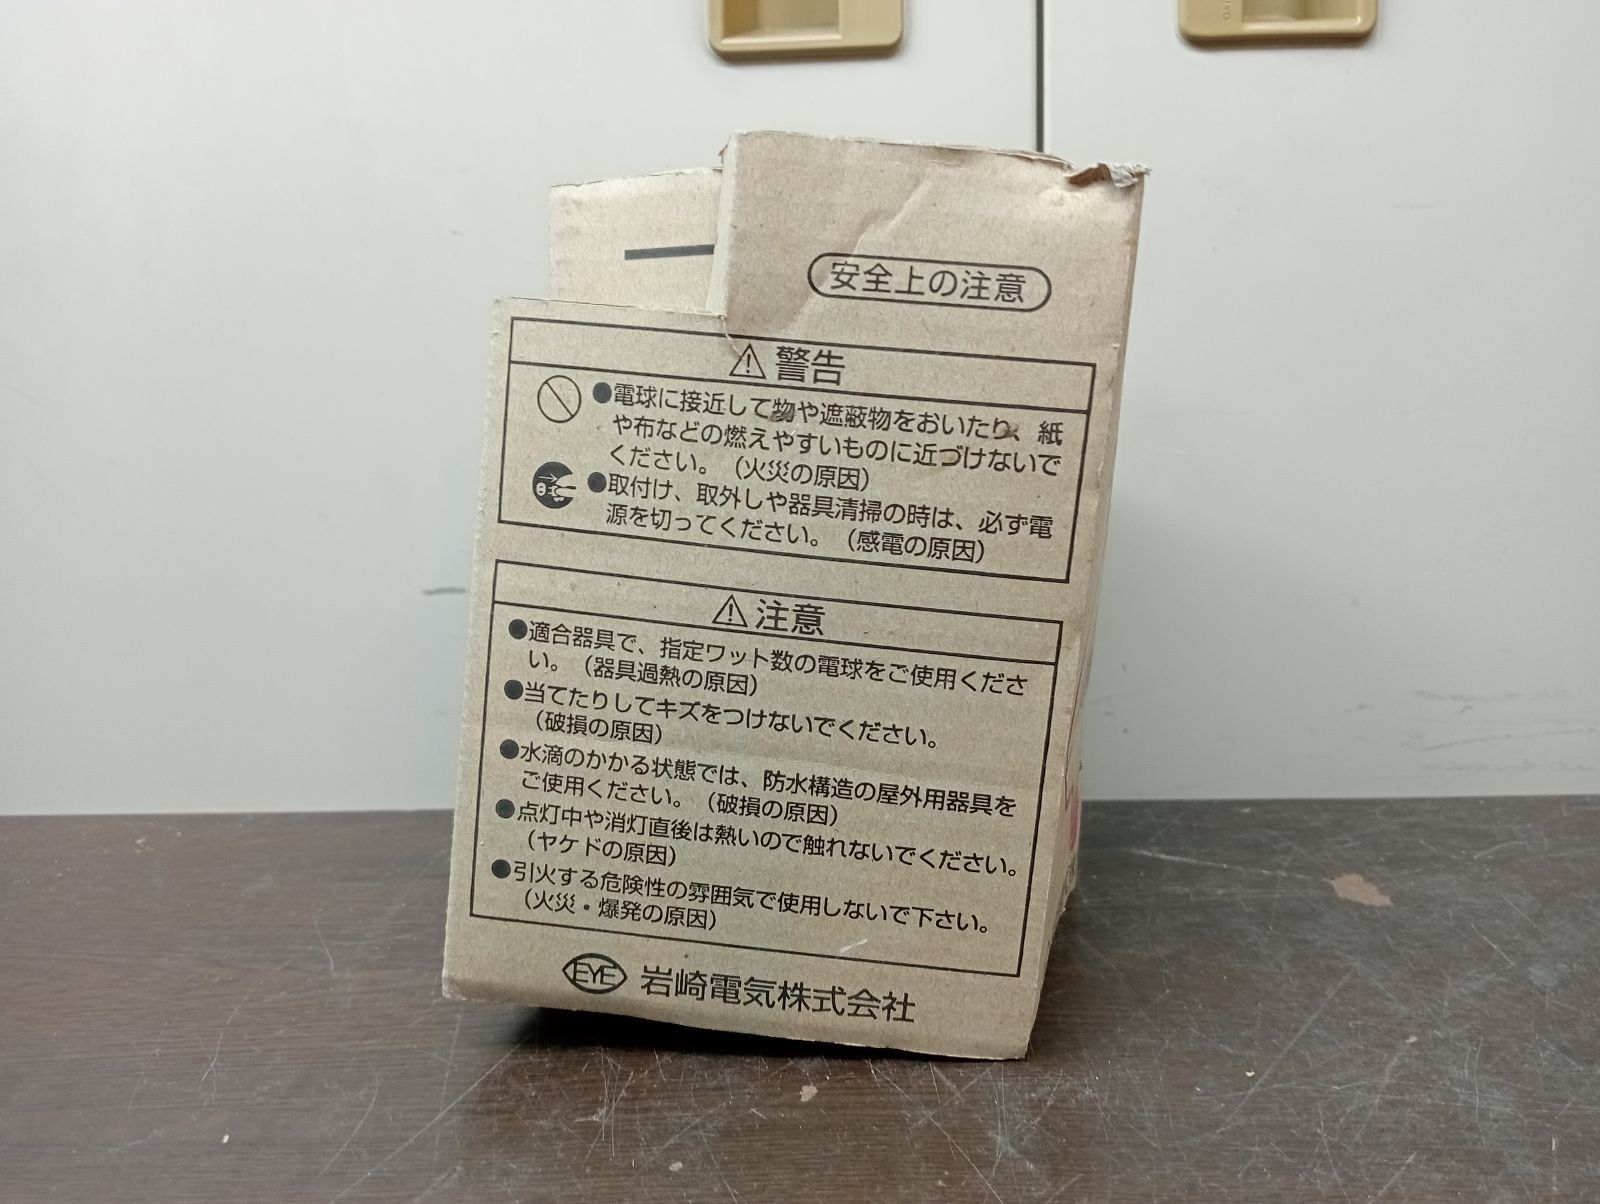 安全上の注意
警告
●電球に接近して物や遮蔽物をおいたり、紙
や布などの燃えやすいものに近づけないで
ください。（火災の原因）
●取付け、取外しや器具清掃の時は、必ず電
源を切ってください。（感電の原因）
注意
●適合器具で、指定ワット数の電球をご使用くださ
い。（器具過熱の原因）
●当てたりしてキズをつけないでください。
（破損の原因）
●水滴のかかる状態では、防水構造の屋外用器具を
ご使用ください。（破損の原因）
●点灯中や消灯直後は熱いので触れないでください。
（ヤケドの原因）
●引火する危険性の雰囲気で使用しないで下さい。
（火災・爆発の原因）
EYE 岩崎電気株式会社